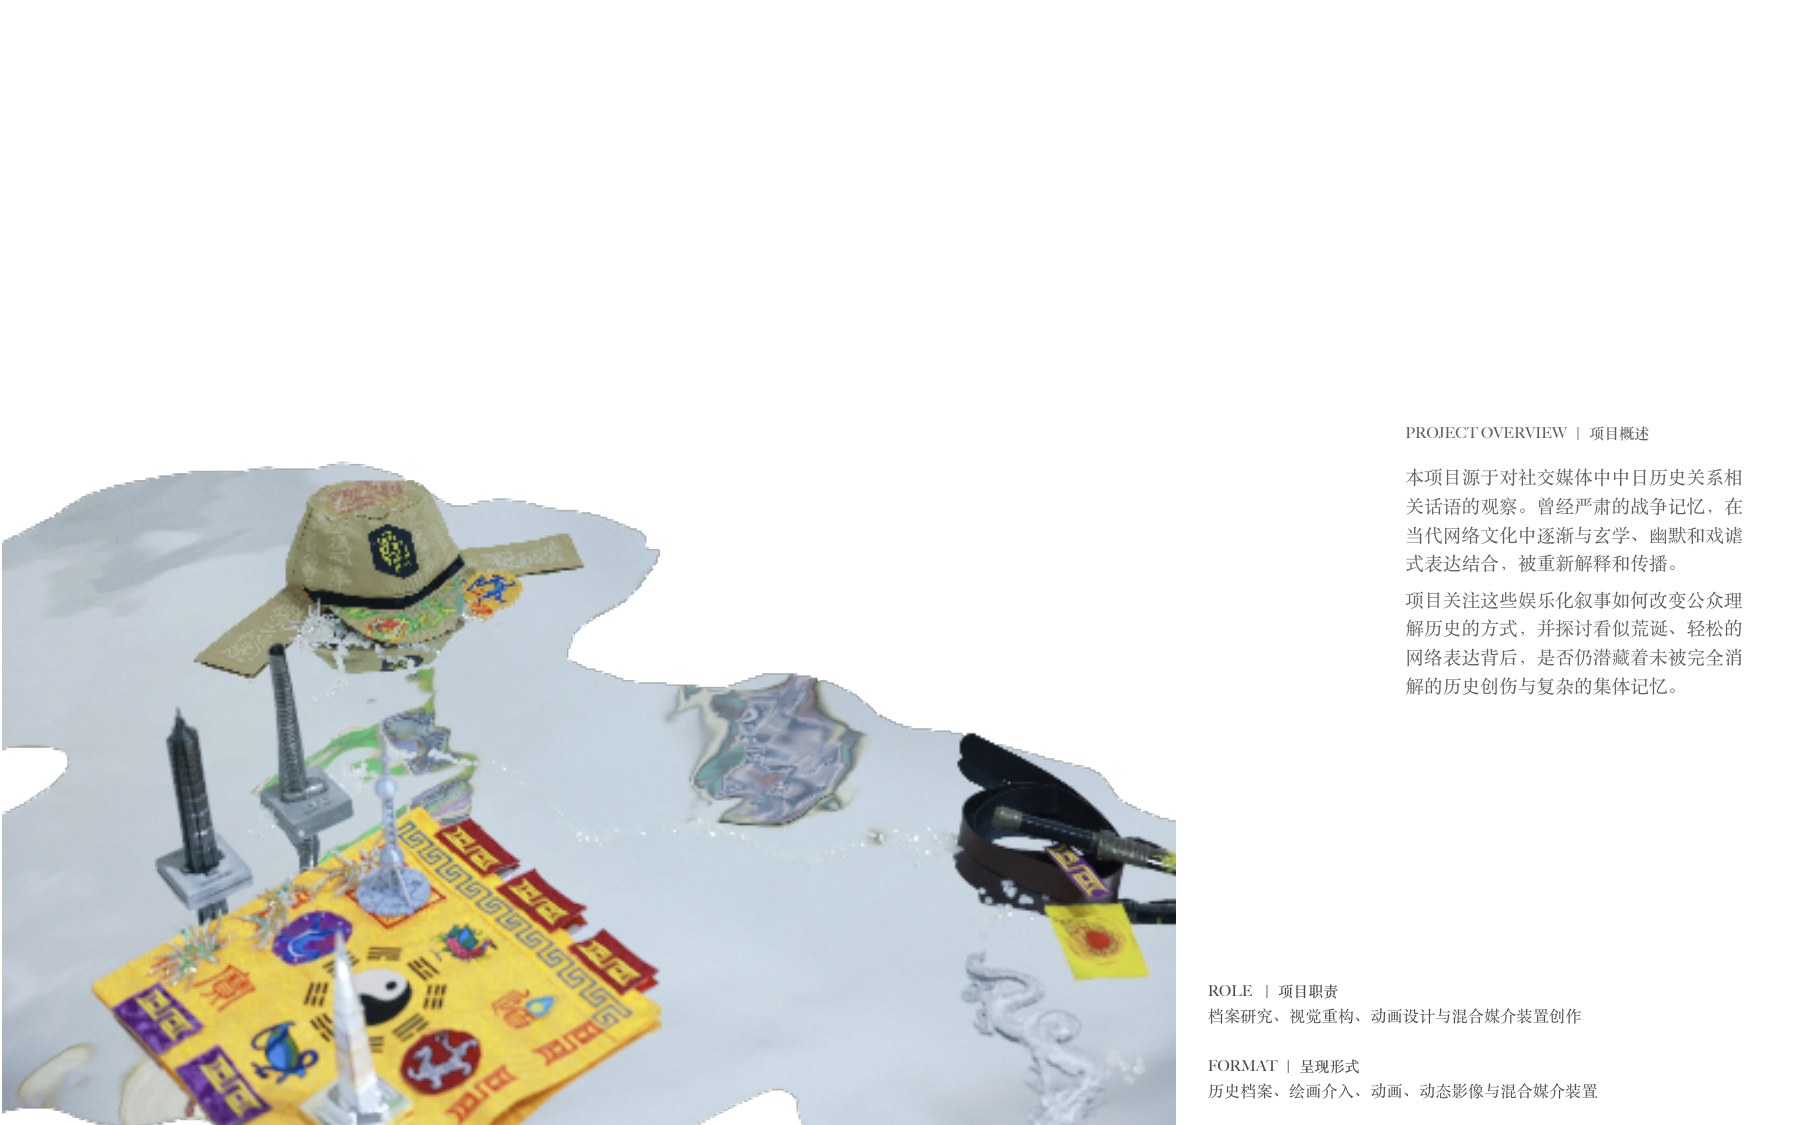 PROJECT OVERVIEW | 项目概述
本项目源于对社交媒体中中日历史关系相
关话语的观察。曾经严肃的战争记忆，在
当代网络文化中逐渐与玄学、幽默和戏谑
式表达结合，被重新解释和传播。
项目关注这些娱乐化叙事如何改变公众理
解历史的方式，并探讨看似荒诞、轻松的
网络表达背后，是否仍潜藏着未被完全消
解的历史创伤与复杂的集体记忆。
ROLE | 项目职责
档案研究、视觉重构、动画设计与混合媒介装置创作
FORMAT | 呈现形式
历史档案、绘画介入、动画、动态影像与混合媒介装置